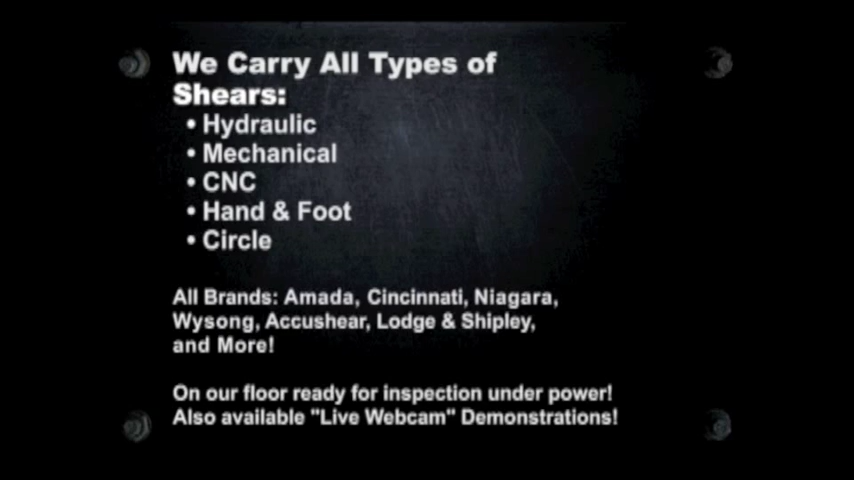 We Carry All Types of
Shears:
• Hydraulic
• Mechanical
• CNC
• Hand & Foot
• Circle
All Brands: Amada, Cincinnati, Niagara,
Wysong, Accushear, Lodge & Shipley,
and More!
On our floor ready for inspection under power!
Also available "Live Webcam" Demonstrations!